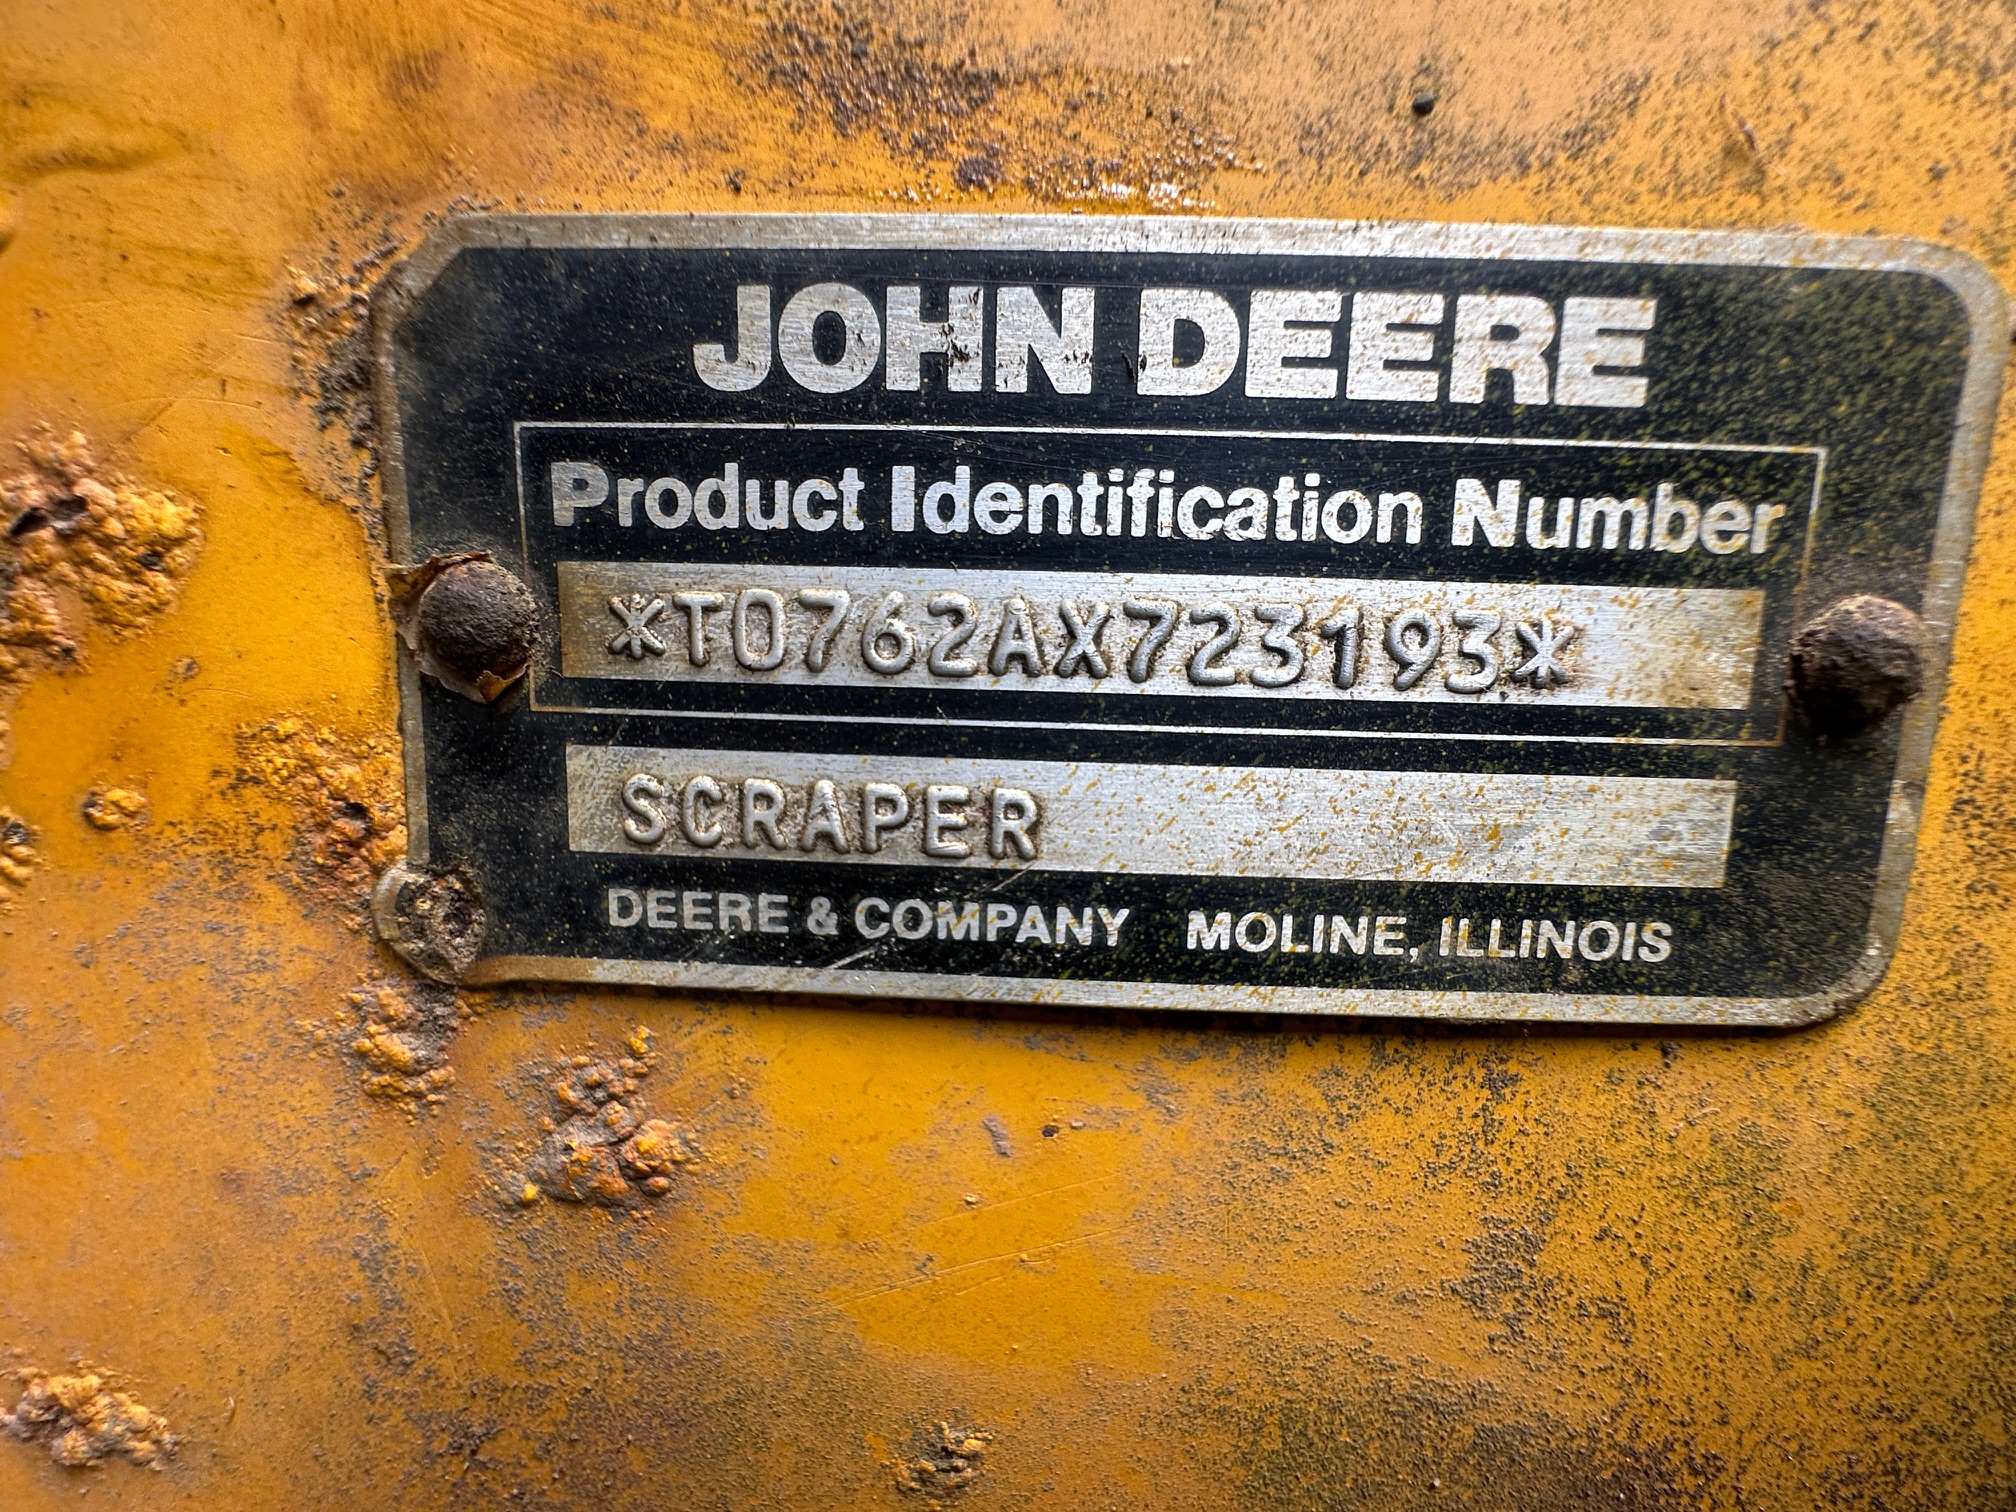 JOHN DEERE
Product Identification Number
*T0762AX723193*
SCRAPER
DEERE & COMPANY MOLINE, ILLINOIS